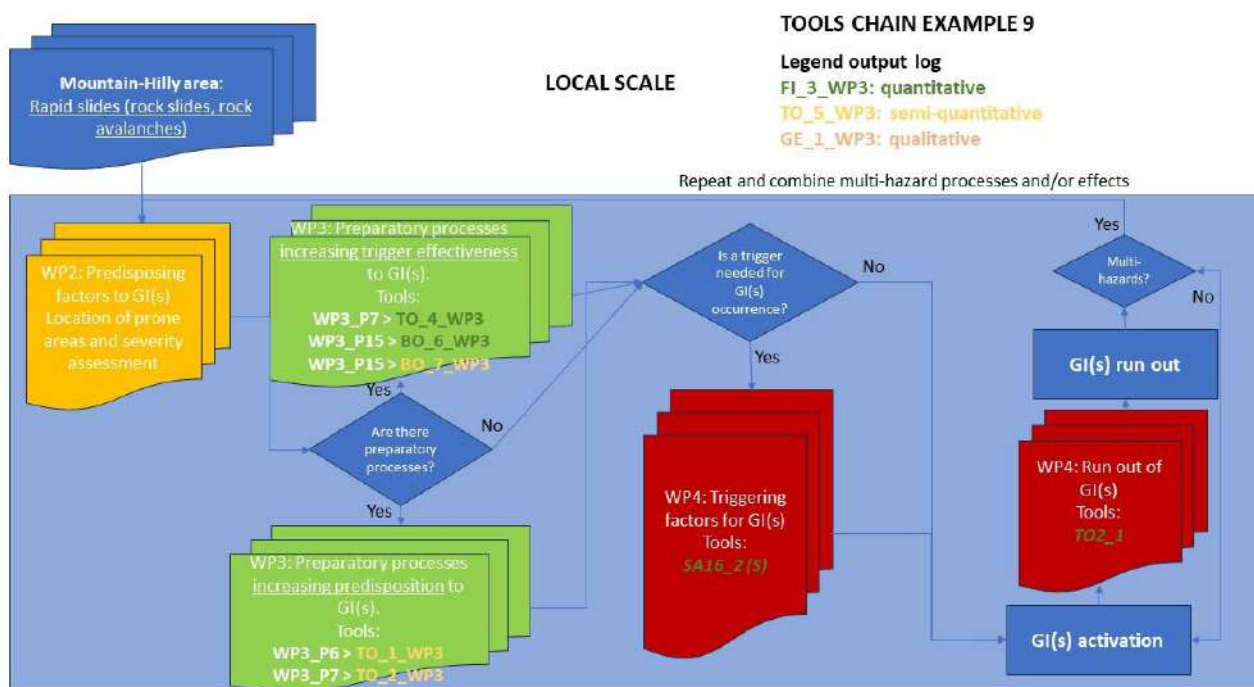 TOOLS CHAIN EXAMPLE 9
LOCAL SCALE
Legend output log
FI_3_WP3: quantitative
TO_5_WP3: semi-quantitative
GE_1_WP3: qualitative
Mountain-Hilly area:
Rapid slides (rock slides, rock
avalanches)
Repeat and combine multi-hazard processes and/or effects
WP2: Predisposing
factors to GI(s)
Location of prone
areas and severity
assessment
WP3: Preparatory processes
increasing trigger effectiveness
to GI(s).
Tools:
WP3_P7 > TO_4_WP3
WP3_P15 > BO_6_WP3
WP3_P15 > BO_7_WP3
Yes
Are there
preparatory
processes?
No
Yes
WP3: Preparatory processes
increasing predisposition to
GI(s).
Tools:
WP3_P6 > TO_1_WP3
WP3_P7 > TO_2_WP3
Is a trigger
needed for
GI(s)
occurrence?
No
Yes
WP4: Triggering
factors for GI(s)
Tools:
SA16_2 (S)
Yes
Multi-
hazards?
No
GI(s) run out
WP4: Run out of
GI(s)
Tools:
TO2_1
GI(s) activation